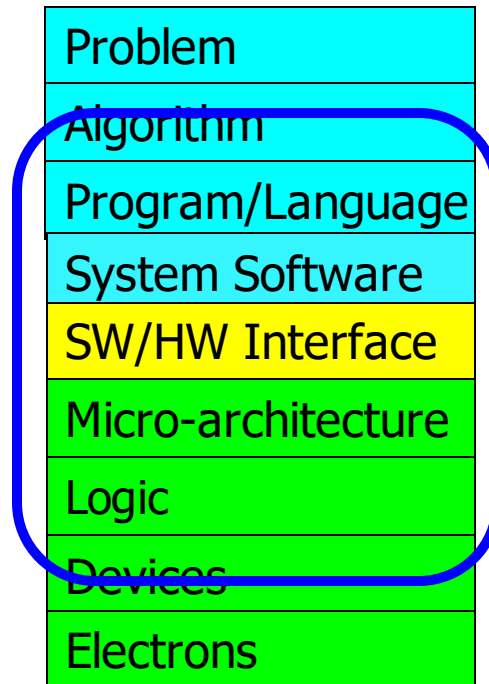 Problem
Algorithm
Program/Language
System Software
SW/HW Interface
Micro-architecture
Logic
Devices
Electrons